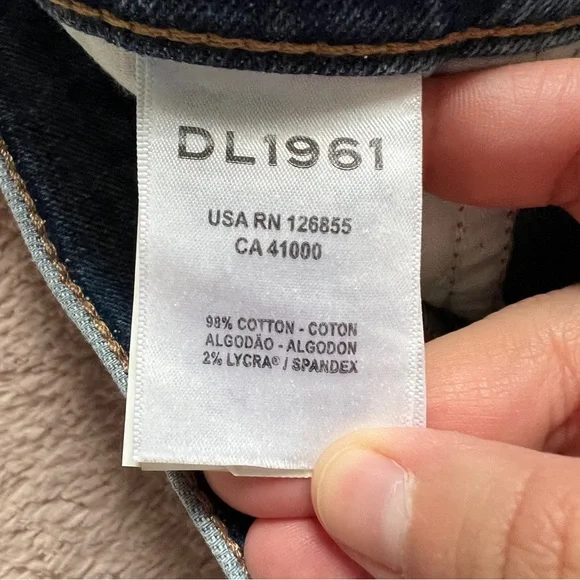 DL1961
USA RN 126855
CA 41000
98% COTTON - COTON
ALGODÃO - ALGODON
2% LYCRA® / SPANDEX